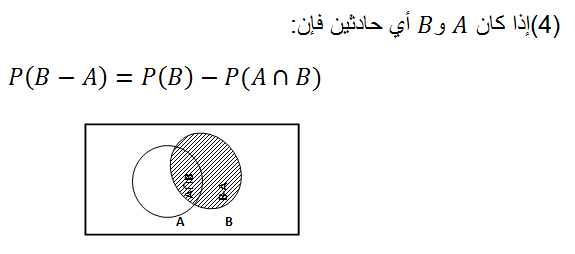 (4)إذا كان A و B أي حادثين فإن:
P(B − A) = P(B) − P(A ∩ B)
A∩B
B-A
A B